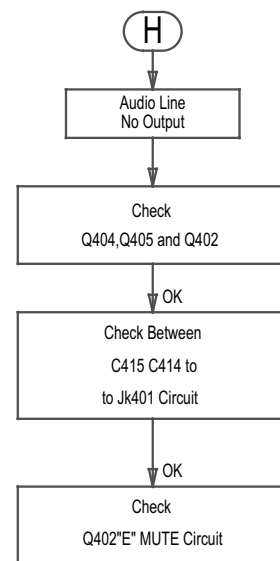 H
Audio Line
No Output
Check
Q404,Q405 and Q402
OK
Check Between
C415 C414 to
to Jk401 Circuit
OK
Check
Q402"E" MUTE Circuit